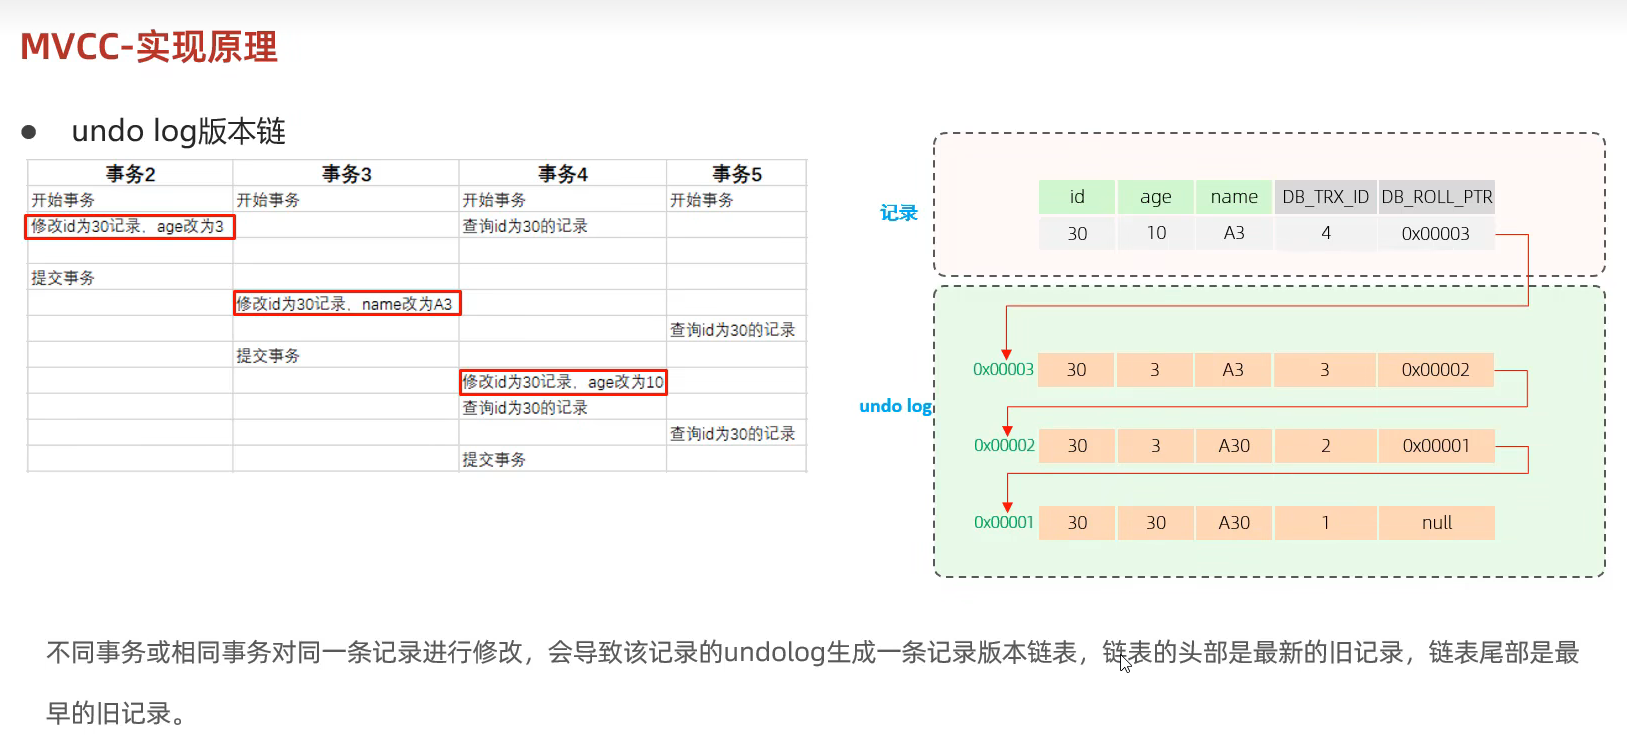 MVCC-实现原理
● undo log版本链
事务2 事务3 事务4 事务5
开始事务 开始事务 开始事务 开始事务
修改id为30记录，age改为3 查询id为30的记录
提交事务
修改id为30记录，name改为A3
查询id为30的记录
提交事务
修改id为30记录，age改为10
查询id为30的记录
查询id为30的记录
提交事务
记录
id age name DB_TRX_ID DB_ROLL_PTR
30 10 A3 4 0x00003
undo log
0x00003 30 3 A3 3 0x00002
0x00002 30 3 A30 2 0x00001
0x00001 30 30 A30 1 null
不同事务或相同事务对同一条记录进行修改，会导致该记录的undolog生成一条记录版本链表，链表的头部是最新的旧记录，链表尾部是最
早的旧记录。